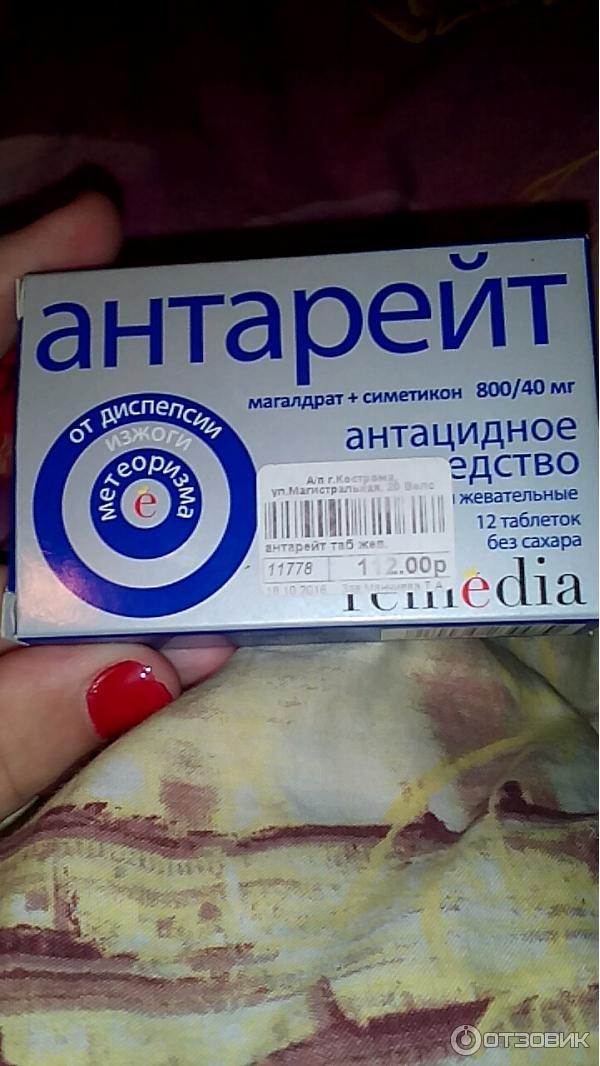 антарейт
магалдрат + симетикон 800/40 мг
от диспепсии
изжоги
метеоризма
антацидное
едство
жевательные
12 таблеток
без сахара
А/п г.Кострома,
ул.Магистральная, 20
антарейт таб жев.
11778 112.00р
18.10.2016
remedia
ОТЗОВИК